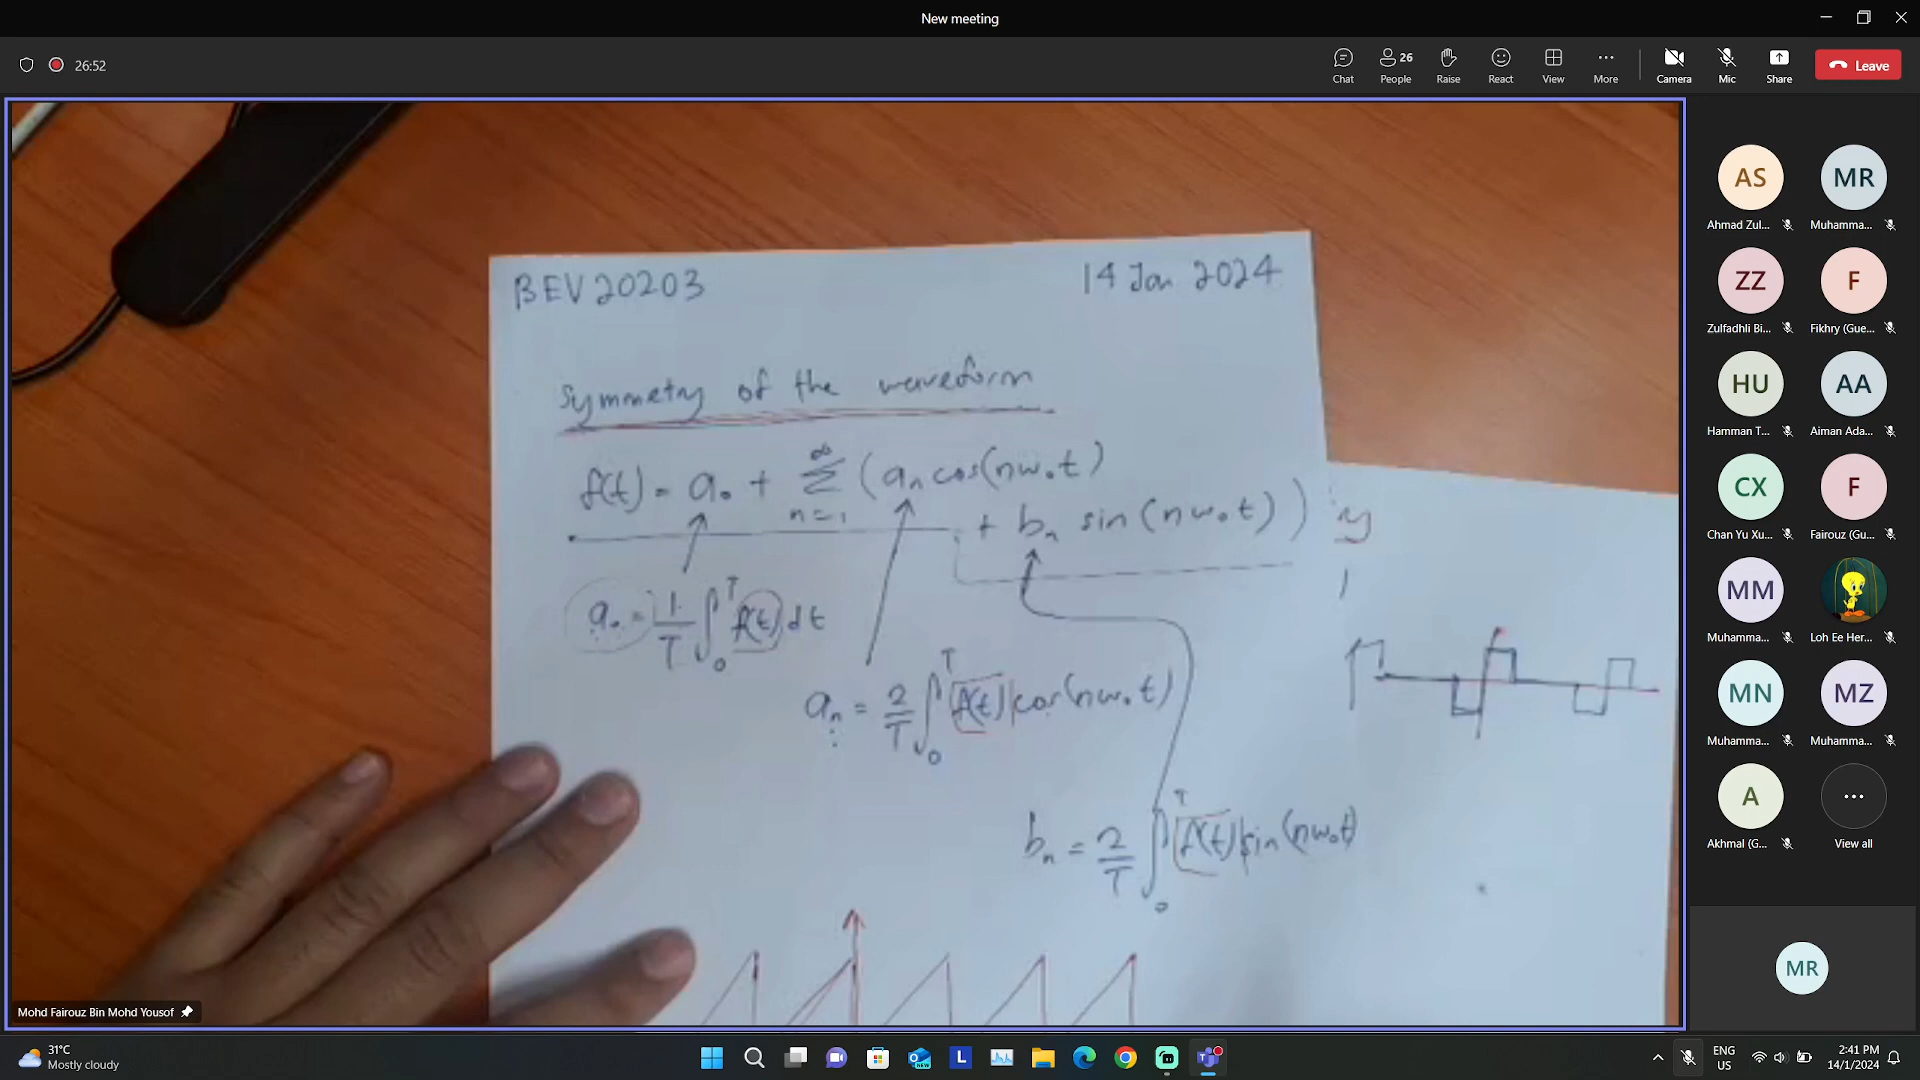 New meeting
26:52
Chat
26
People
Raise
React
View
More
Camera
Mic
Share
Leave
BEV 20203
14 Jan 2024
Symmetry of the waveform
f(t) = a₀ + ∞ Σ n=1 (aₙ cos(nω₀t)
+ bₙ sin(nω₀t))
a₀ = 1/T ∫₀ᵀ f(t) dt
aₙ = 2/T ∫₀ᵀ f(t) cos(nω₀t)
bₙ = 2/T ∫₀ᵀ f(t) sin(nω₀t)
AS
Ahmad Zul...
MR
Muhamma...
ZZ
Zulfadhli Bi...
F
Fikhry (Gue...
HU
Hamman T...
AA
Aiman Ada...
CX
Chan Yu Xu...
F
Fairouz (Gu...
MM
Muhamma...
Loh Ee Her...
MN
Muhamma...
MZ
Muhamma...
A
Akhmal (G...
...
View all
MR
Mohd Fairouz Bin Mohd Yousof
31°C
Mostly cloudy
L
NEW
ENG
US
2:41 PM
14/1/2024